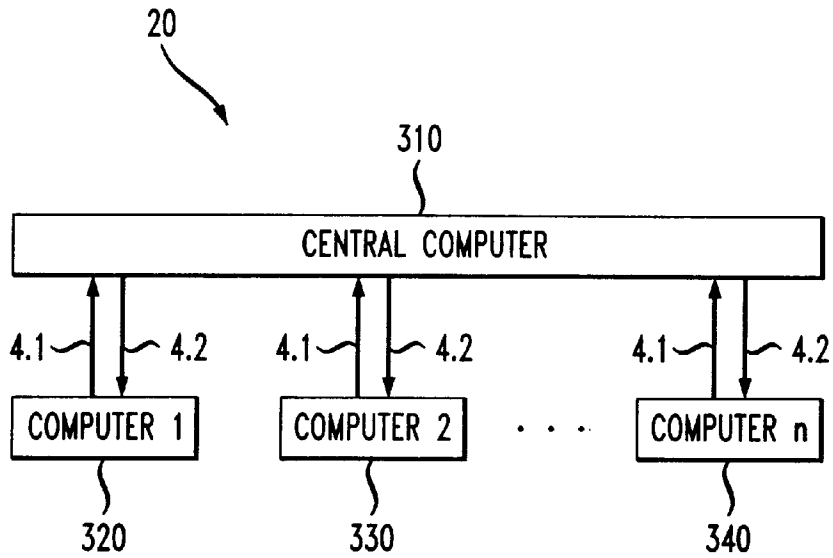 20
310
CENTRAL COMPUTER
4.1 4.2 4.1 4.2 4.1 4.2
COMPUTER 1 COMPUTER 2 . . . COMPUTER n
320 330 340